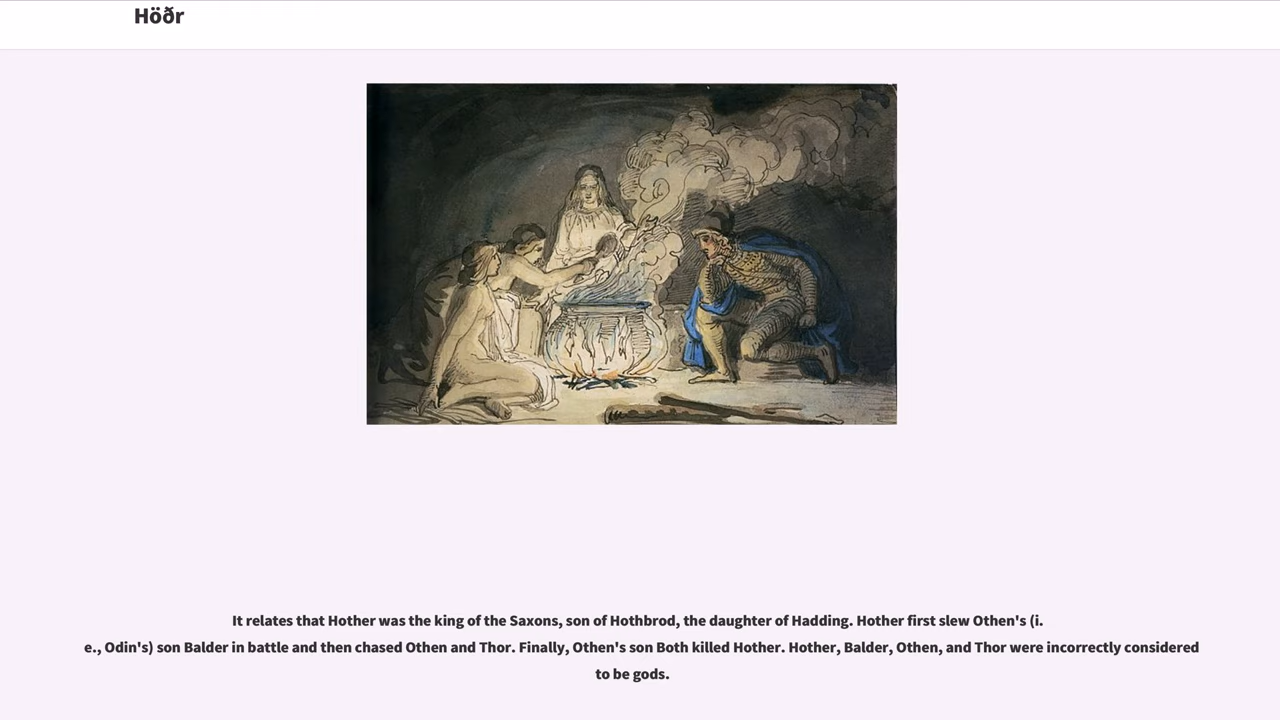 Höðr
It relates that Hother was the king of the Saxons, son of Hothbrod, the daughter of Hadding. Hother first slew Othen's (i.
e., Odin's) son Balder in battle and then chased Othen and Thor. Finally, Othen's son Both killed Hother. Hother, Balder, Othen, and Thor were incorrectly considered
to be gods.